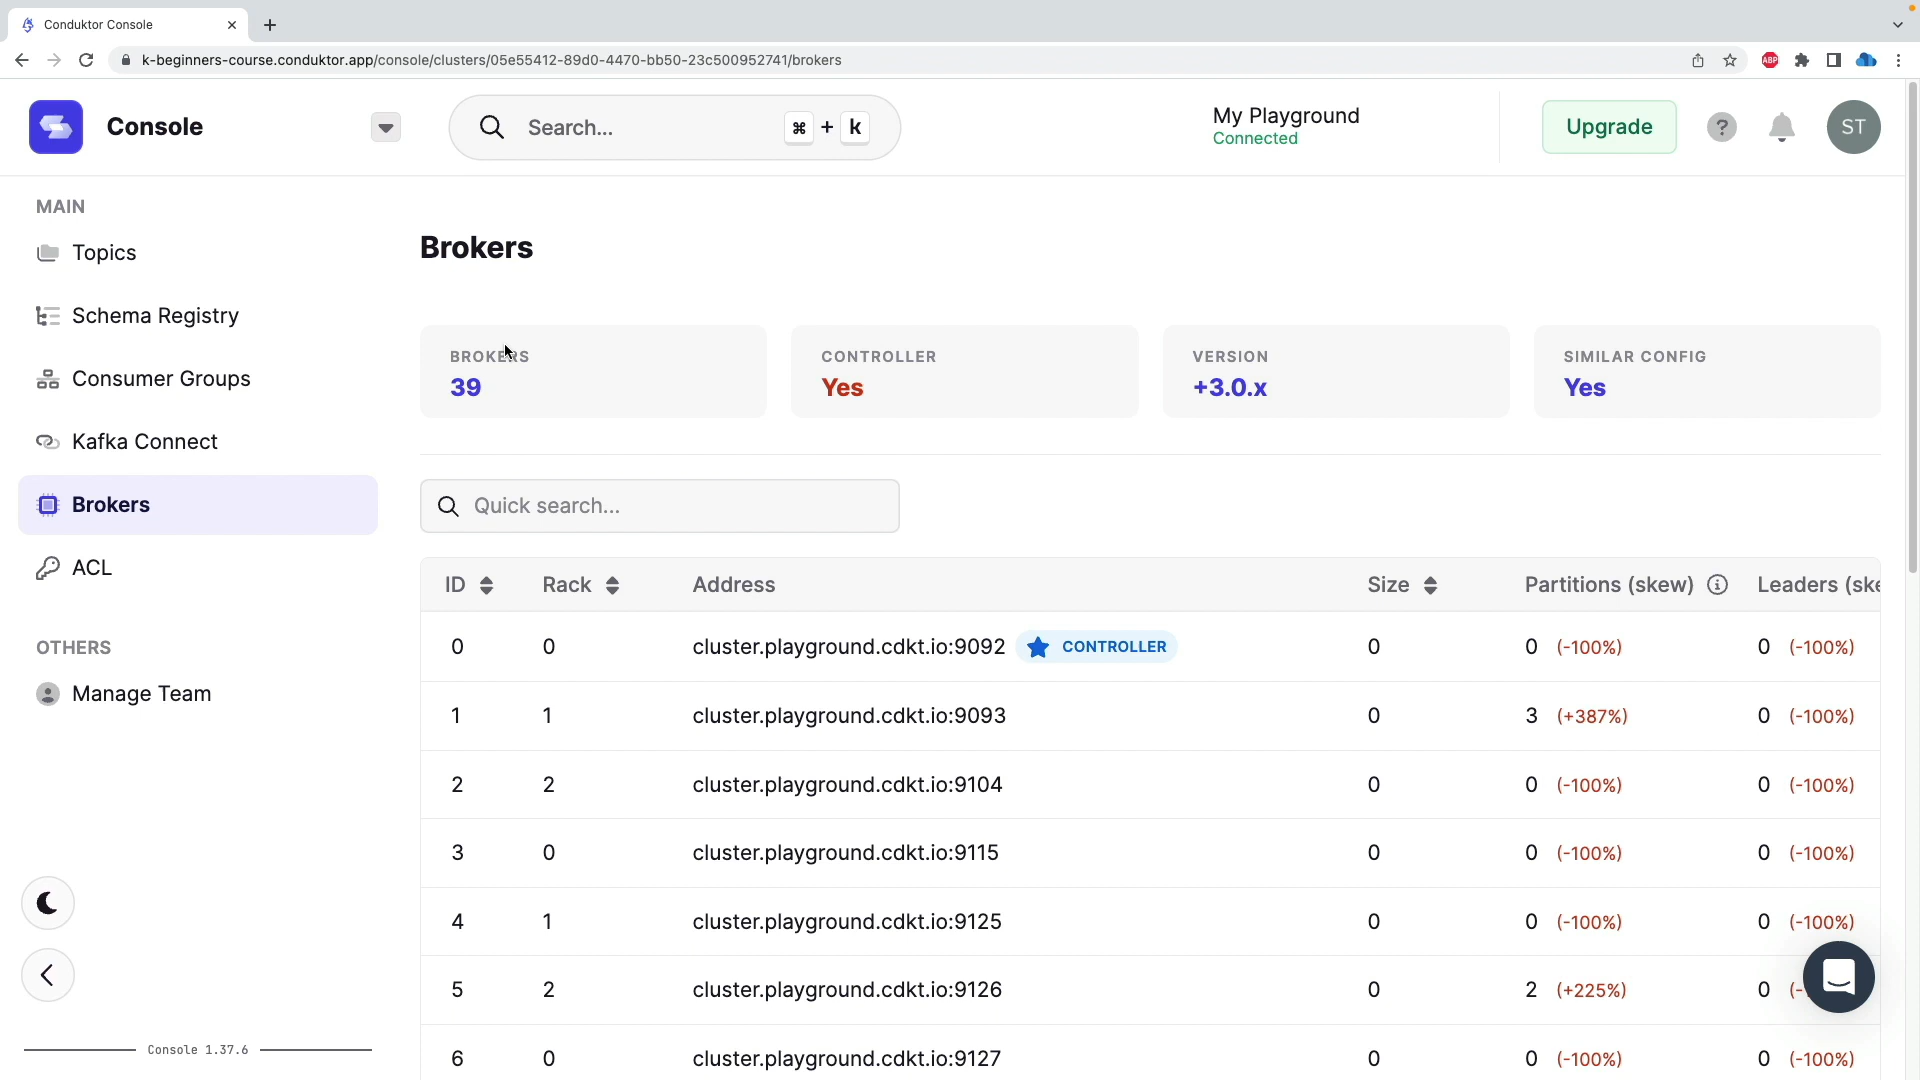 Conduktor Console
k-beginners-course.conduktor.app/console/clusters/05e55412-89d0-4470-bb50-23c500952741/brokers
ABP
Console
Search...
⌘ + k
My Playground
Connected
Upgrade
?
ST
MAIN
Topics
Schema Registry
Consumer Groups
Kafka Connect
Brokers
ACL
OTHERS
Manage Team
Console 1.37.6
Brokers
BROKERS
39
CONTROLLER
Yes
VERSION
+3.0.x
SIMILAR CONFIG
Yes
Quick search...
ID Rack Address Size Partitions (skew) Leaders (ske
0 0 cluster.playground.cdkt.io:9092 CONTROLLER 0 0 (-100%) 0 (-100%)
1 1 cluster.playground.cdkt.io:9093 0 3 (+387%) 0 (-100%)
2 2 cluster.playground.cdkt.io:9104 0 0 (-100%) 0 (-100%)
3 0 cluster.playground.cdkt.io:9115 0 0 (-100%) 0 (-100%)
4 1 cluster.playground.cdkt.io:9125 0 0 (-100%) 0 (-100%)
5 2 cluster.playground.cdkt.io:9126 0 2 (+225%) 0 (-
6 0 cluster.playground.cdkt.io:9127 0 0 (-100%) 0 (-100%)